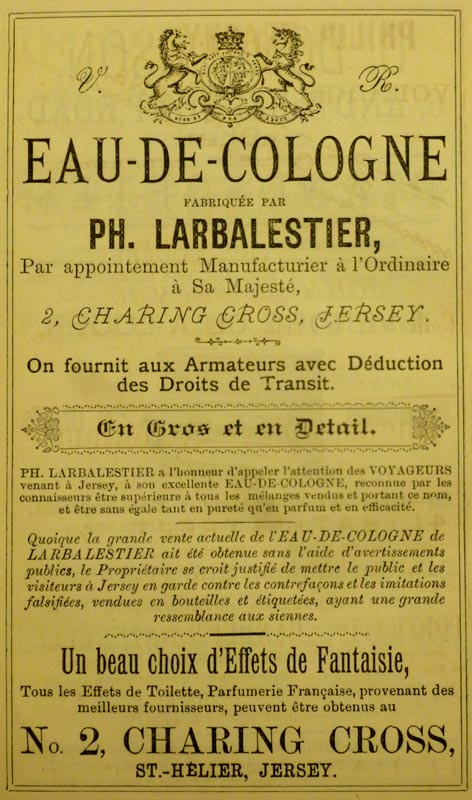 V. R.
EAU-DE-COLOGNE
FABRIQUÉE PAR
PH. LARBALESTIER,
Par appointement Manufacturier à l'Ordinaire
à Sa Majesté,
2, CHARING CROSS, JERSEY.
On fournit aux Armateurs avec Déduction
des Droits de Transit.
En Gros et en Detail.
PH. LARBALESTIER a l'honneur d'appeler l'attention des VOYAGEURS
venant à Jersey, à son excellente EAU-DE-COLOGNE, reconnue par les
connaisseurs être supérieure à tous les mélanges vendus et portant ce nom,
et être sans égale tant en pureté qu'en parfum et en efficacité.
Quoique la grande vente actuelle de l'EAU-DE-COLOGNE de
LARBALESTIER ait été obtenue sans l'aide d'avertissements
publics, le Propriétaire se croit justifié de mettre le public et les
visiteurs à Jersey en garde contre les contrefaçons et les imitations
falsifiées, vendues en bouteilles et étiquetées, ayant une grande
ressemblance aux siennes.
Un beau choix d'Effets de Fantaisie,
Tous les Effets de Toilette, Parfumerie Française, provenant des
meilleurs fournisseurs, peuvent être obtenus au
No. 2, CHARING CROSS,
ST.-HÉLIER, JERSEY.